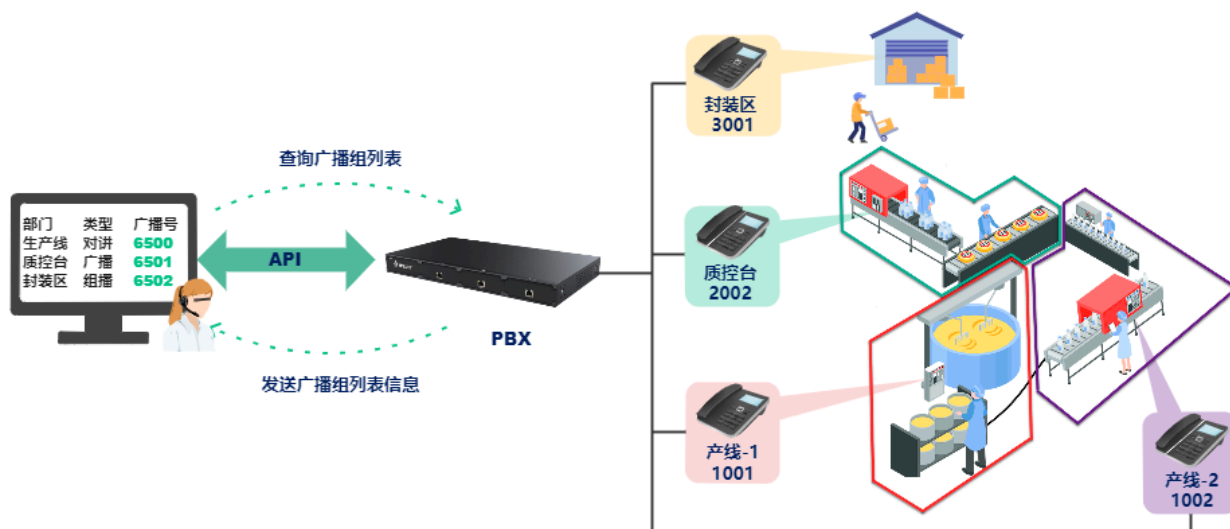 查询广播组列表
部门 类型 广播号
生产线 对讲 6500
质控台 广播 6501
封装区 组播 6502
API
PBX
发送广播组列表信息
封装区
3001
质控台
2002
产线-1
1001
产线-2
1002